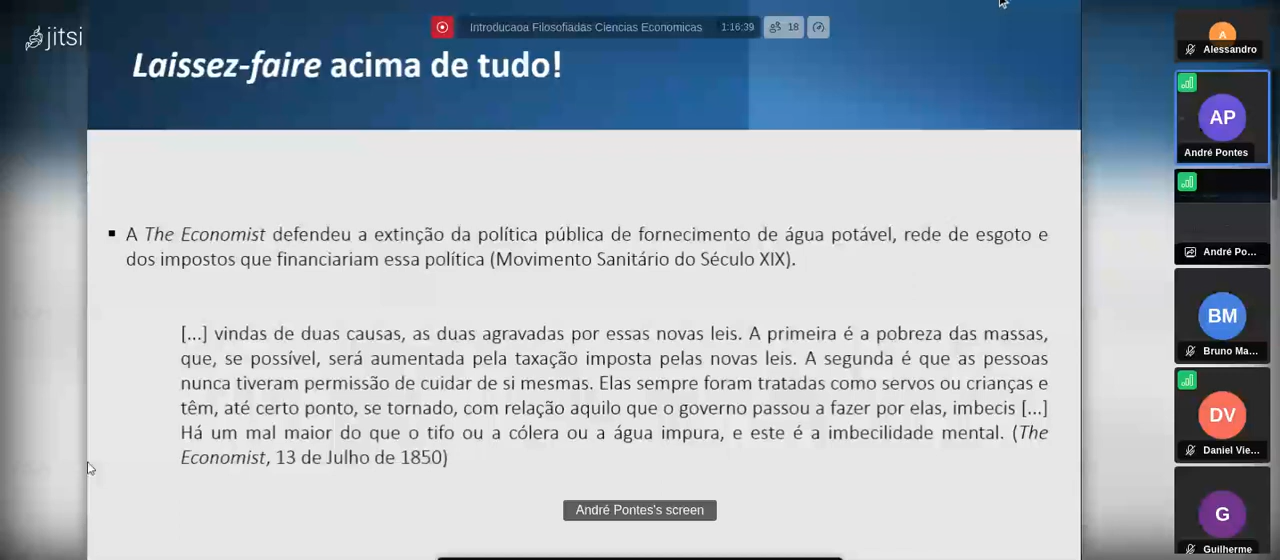 jitsi
Introducaoa Filosofiadas Ciencias Economicas
1:16:39
18
Laissez-faire acima de tudo!
▪ A The Economist defendeu a extinção da política pública de fornecimento de água potável, rede de esgoto e
dos impostos que financiariam essa política (Movimento Sanitário do Século XIX).
[...] vindas de duas causas, as duas agravadas por essas novas leis. A primeira é a pobreza das massas,
que, se possível, será aumentada pela taxação imposta pelas novas leis. A segunda é que as pessoas
nunca tiveram permissão de cuidar de si mesmas. Elas sempre foram tratadas como servos ou crianças e
têm, até certo ponto, se tornado, com relação aquilo que o governo passou a fazer por elas, imbecis [...]
Há um mal maior do que o tifo ou a cólera ou a água impura, e este é a imbecilidade mental. (The
Economist, 13 de Julho de 1850)
André Pontes's screen
A
Alessandro
AP
André Pontes
André Po...
BM
Bruno Ma...
DV
Daniel Vie...
G
Guilherme